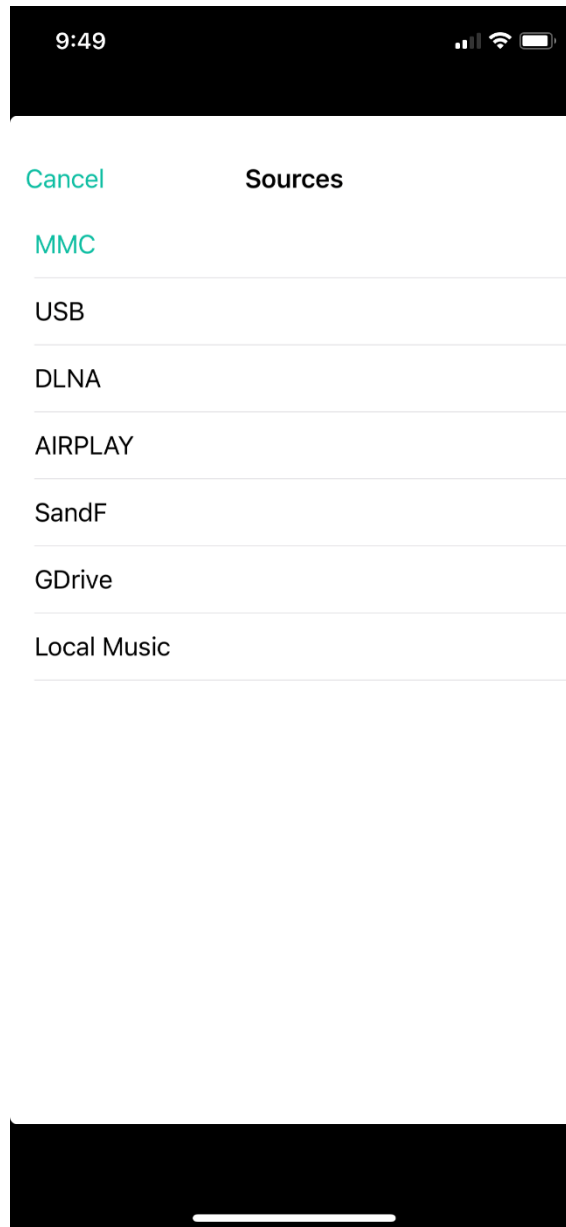 9:49
Cancel Sources
MMC
USB
DLNA
AIRPLAY
SandF
GDrive
Local Music